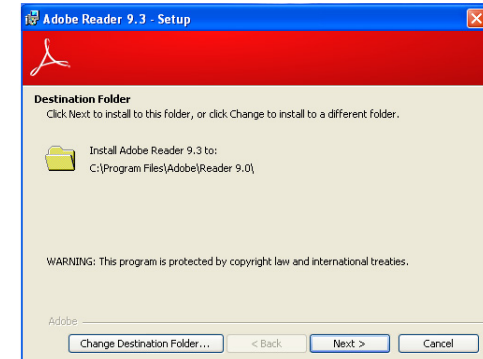 Adobe Reader 9.3 - Setup
Destination Folder
Click Next to install to this folder, or click Change to install to a different folder.
Install Adobe Reader 9.3 to:
C:\Program Files\Adobe\Reader 9.0\
WARNING: This program is protected by copyright law and international treaties.
Adobe
Change Destination Folder... < Back Next > Cancel